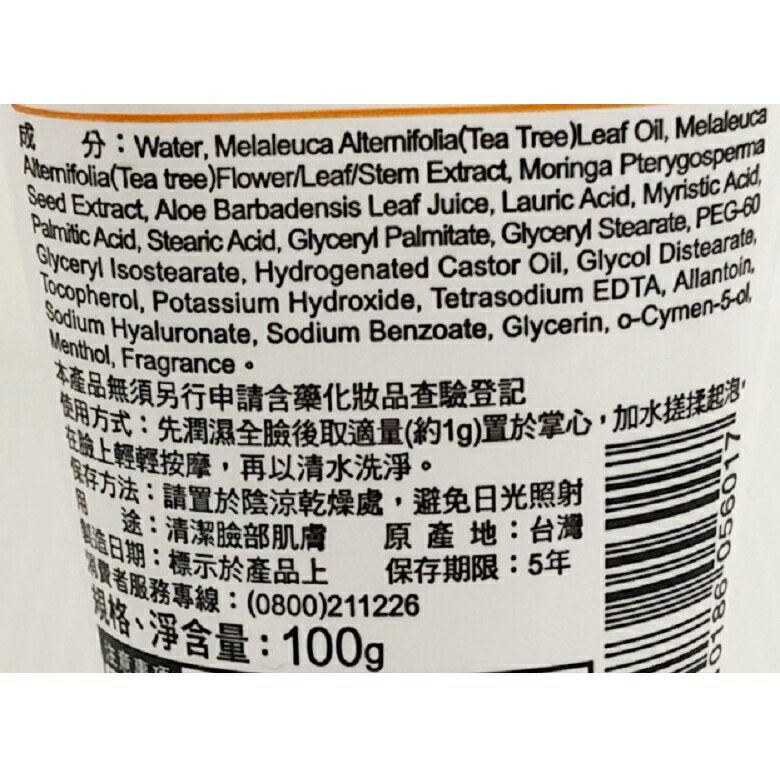 成　分：Water, Melaleuca Alternifolia(Tea Tree)Leaf Oil, Melaleuca
Alternifolia(Tea tree)Flower/Leaf/Stem Extract, Moringa Pterygosperma
Seed Extract, Aloe Barbadensis Leaf Juice, Lauric Acid, Myristic Acid,
Palmitic Acid, Stearic Acid, Glyceryl Palmitate, Glyceryl Stearate, PEG-60
Glyceryl Isostearate, Hydrogenated Castor Oil, Glycol Distearate,
Tocopherol, Potassium Hydroxide, Tetrasodium EDTA, Allantoin,
Sodium Hyaluronate, Sodium Benzoate, Glycerin, o-Cymen-5-ol,
Menthol, Fragrance。
本產品無須另行申請含藥化妝品查驗登記
使用方式：先潤濕全臉後取適量(約1g)置於掌心，加水搓揉起泡，
在臉上輕輕按摩，再以清水洗淨。
保存方法：請置於陰涼乾燥處，避免日光照射
用　途：清潔臉部肌膚　原 產 地：台灣
製造日期：標示於產品上　保存期限：5年
消費者服務專線：(0800)211226
規格、淨含量：100g